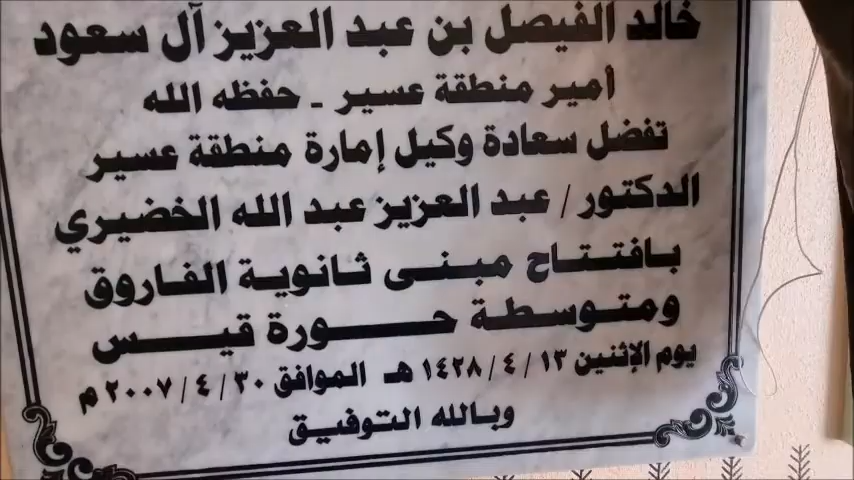 خالد الفيصل بن عبد العزيز آل سعود
أمير منطقة عسير - حفظه الله
تفضل سعادة وكيل إمارة منطقة عسير
الدكتور / عبد العزيز عبد الله الخضيري
بافتتاح مبنى ثانوية الفاروق
ومتوسطة حورة قيس
يوم الإثنين ١٣ / ٤ / ١٤٢٨ هـ الموافق ٣٠ / ٤ / ٢٠٠٧ م
وبالله التوفيق